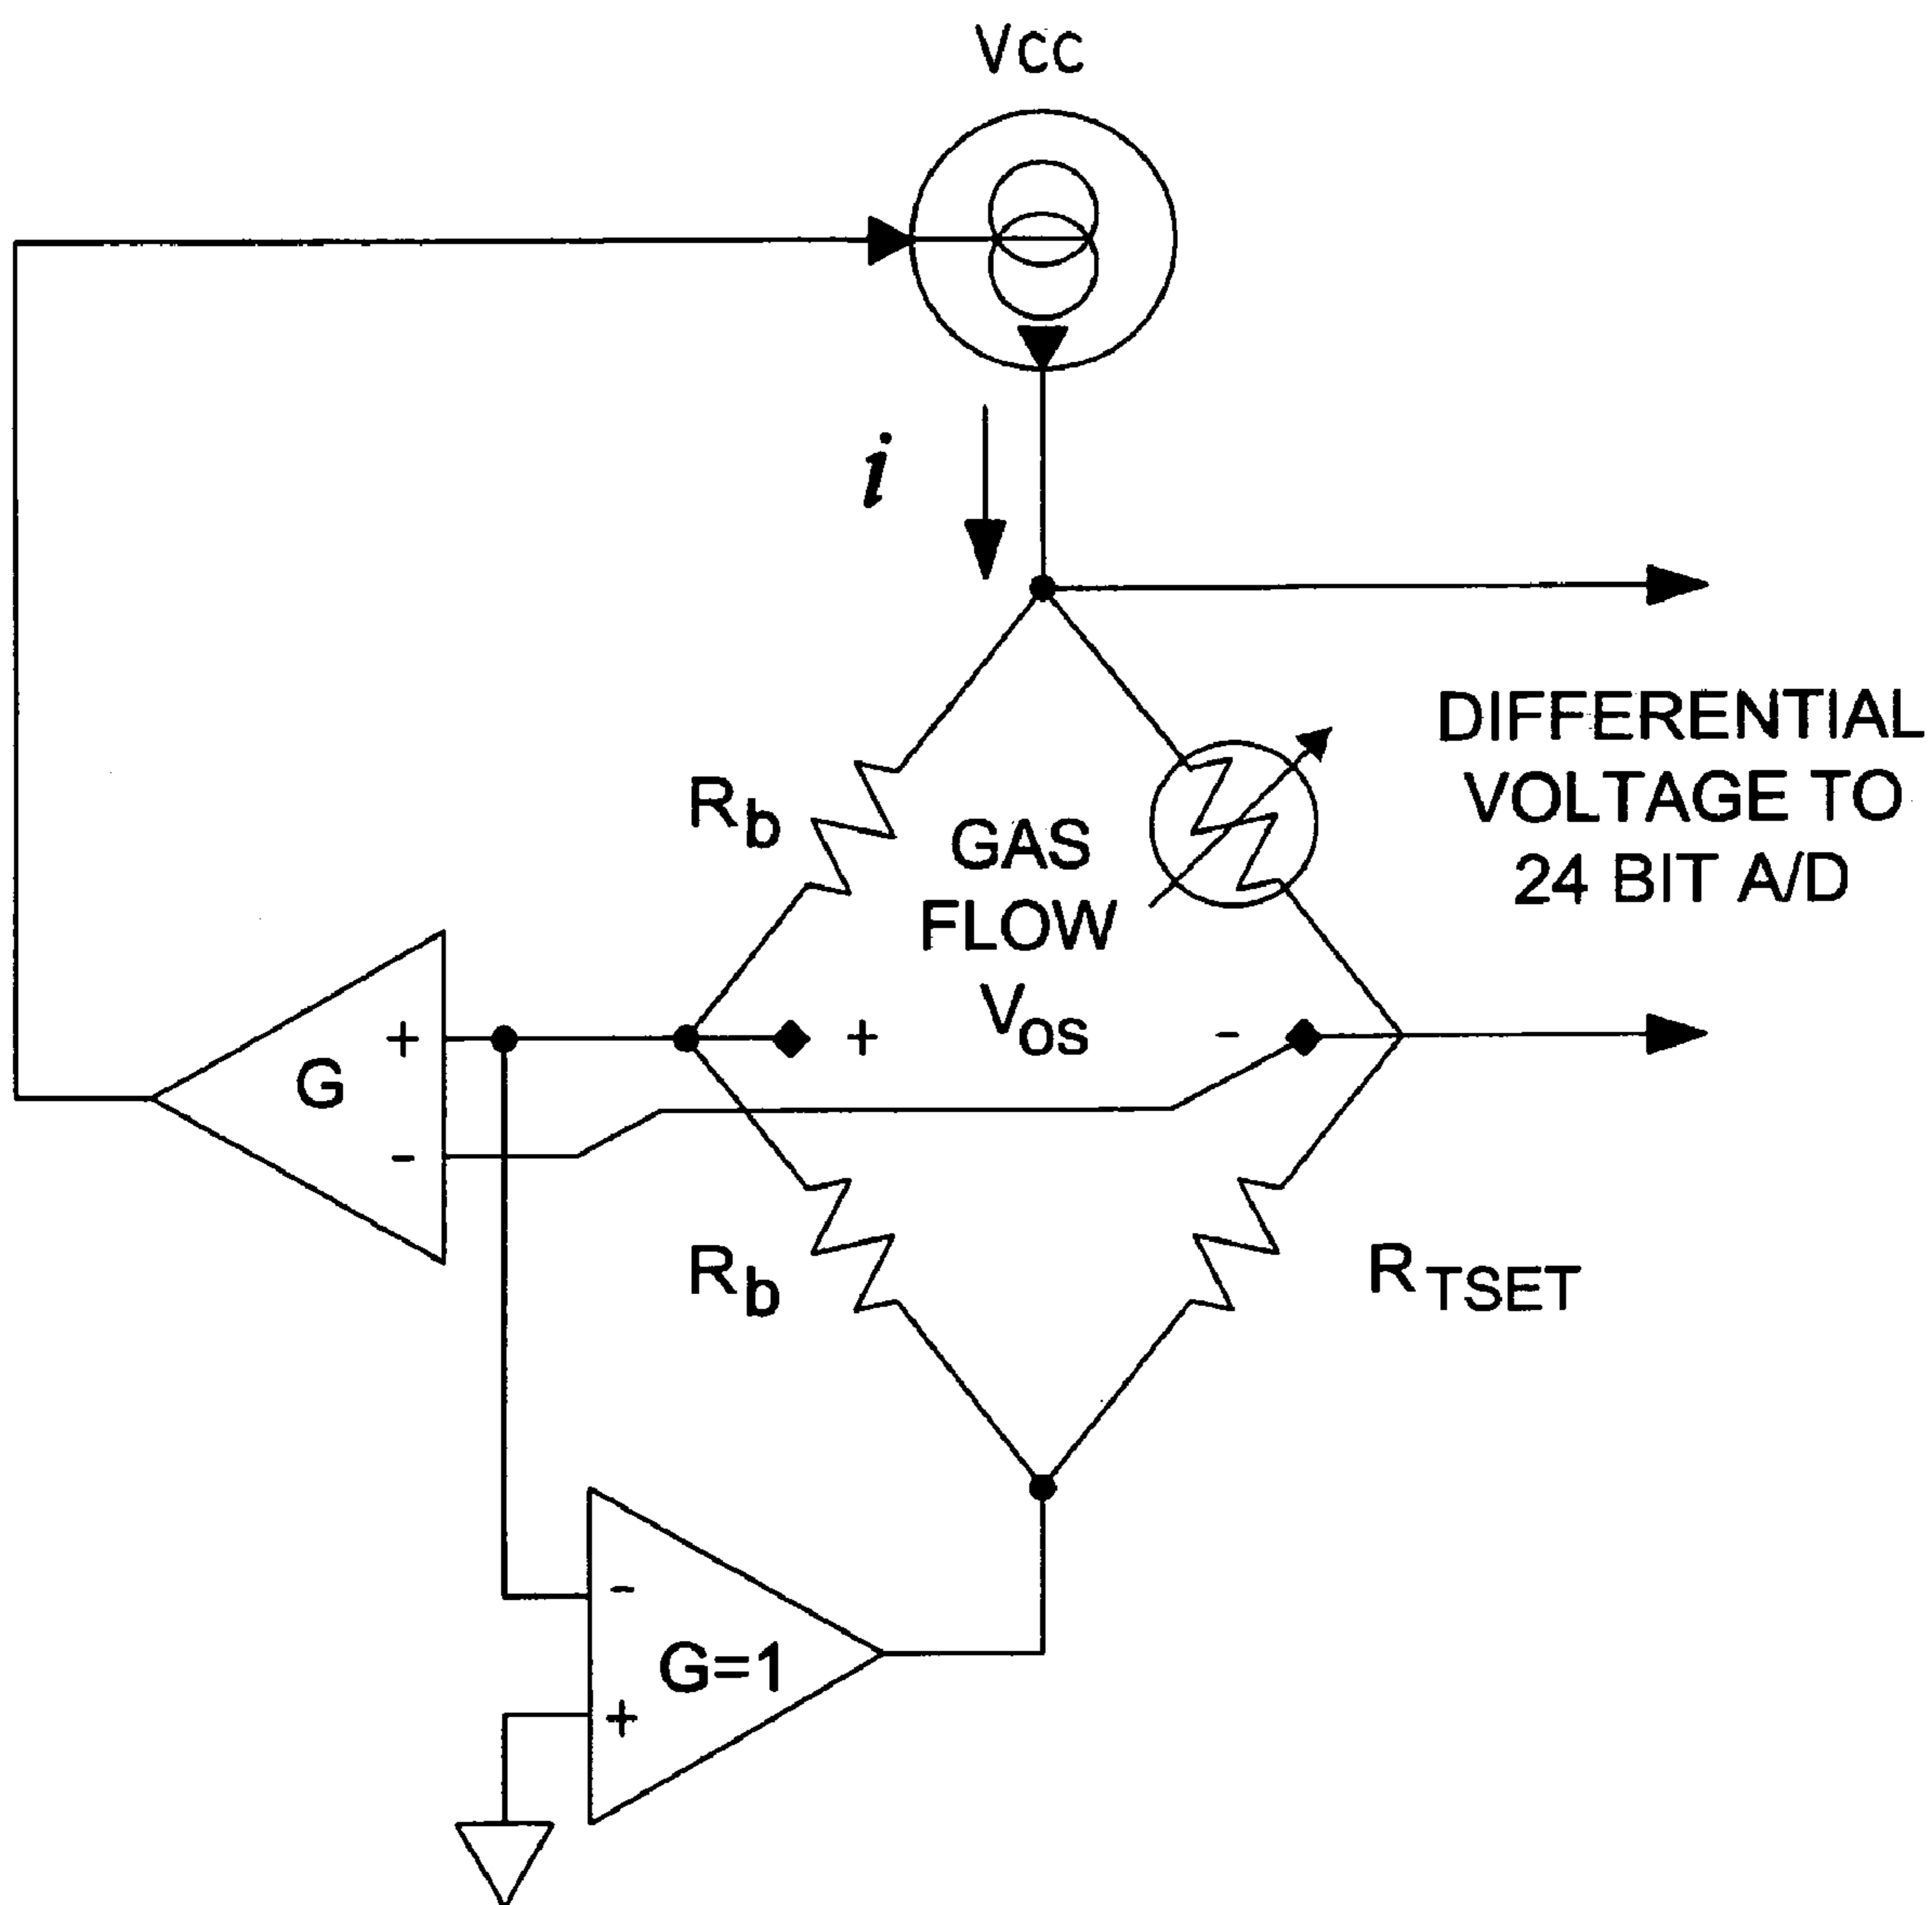 VCC
i
Rb
GAS
FLOW
VOS
+
-
DIFFERENTIAL
VOLTAGE TO
24 BIT A/D
+
G
-
Rb
RTSET
-
G=1
+